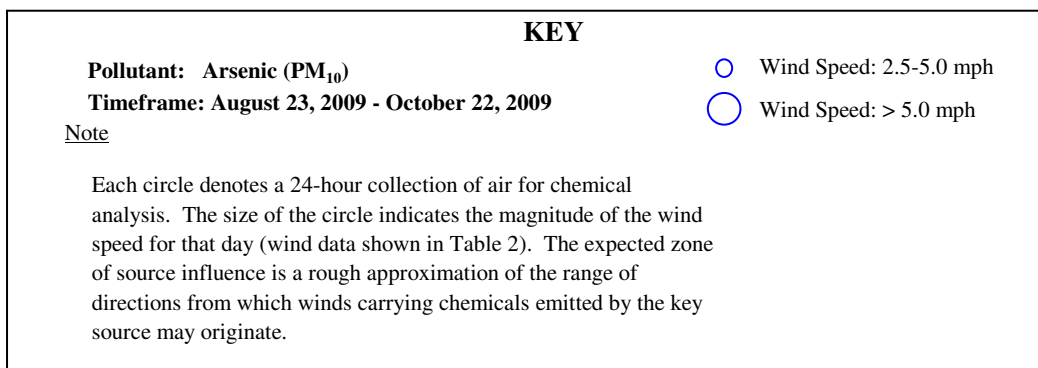 KEY
Pollutant: Arsenic (PM10)
Wind Speed: 2.5-5.0 mph
Timeframe: August 23, 2009 - October 22, 2009
Wind Speed: > 5.0 mph
Note
Each circle denotes a 24-hour collection of air for chemical
analysis. The size of the circle indicates the magnitude of the wind
speed for that day (wind data shown in Table 2). The expected zone
of source influence is a rough approximation of the range of
directions from which winds carrying chemicals emitted by the key
source may originate.